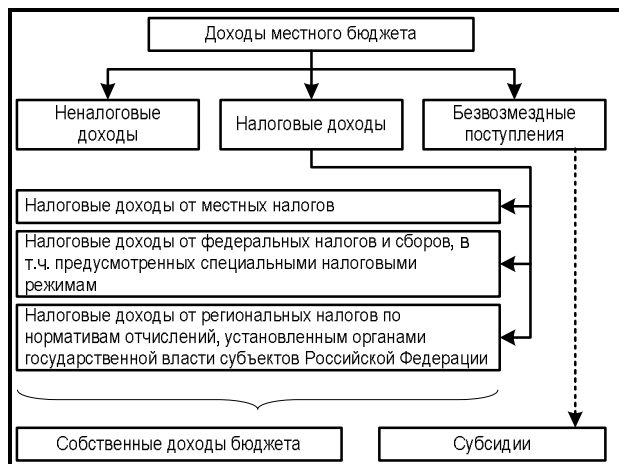 Доходы местного бюджета
Неналоговые
доходы
Налоговые доходы
Безвозмездные
поступления
Налоговые доходы от местных налогов
Налоговые доходы от федеральных налогов и сборов, в
т.ч. предусмотренных специальными налоговыми
режимам
Налоговые доходы от региональных налогов по
нормативам отчислений, установленным органами
государственной власти субъектов Российской Федерации
Собственные доходы бюджета
Субсидии